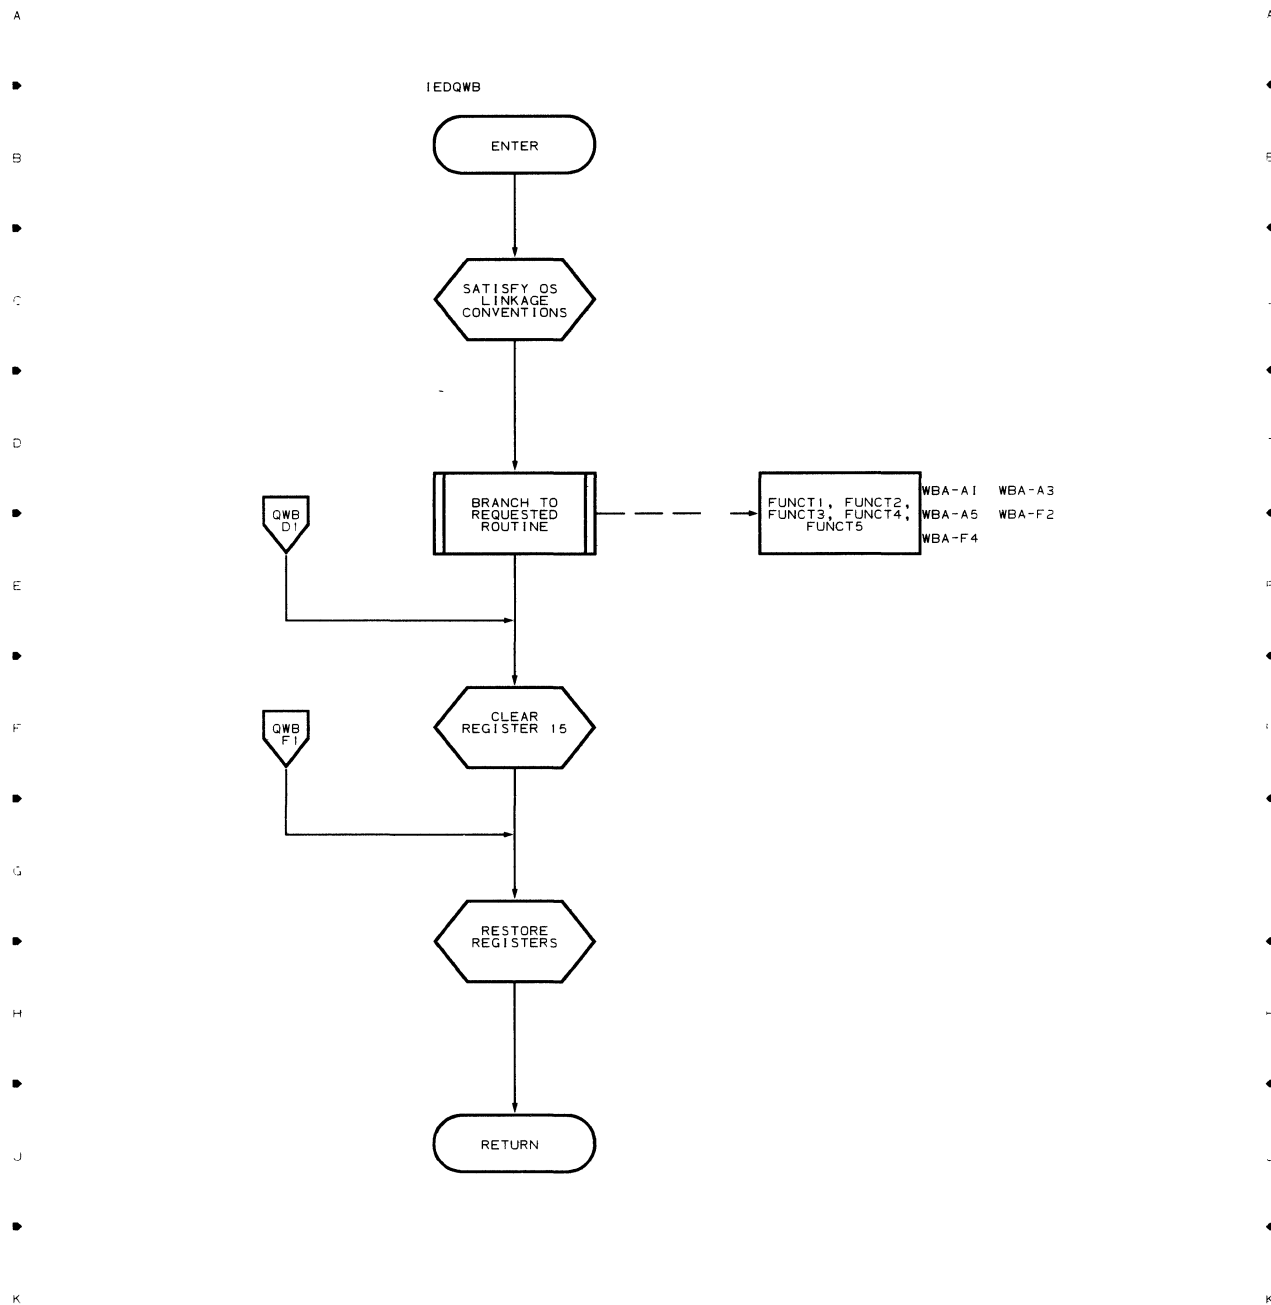 A
IEDQWB
ENTER
B
SATISFY OS
LINKAGE
CONVENTIONS
C
D
QWB
D1
BRANCH TO
REQUESTED
ROUTINE
FUNCT1, FUNCT2,
FUNCT3, FUNCT4,
FUNCT5
WBA-A1 WBA-A3
WBA-A5 WBA-F2
WBA-F4
E
QWB
F1
CLEAR
REGISTER 15
F
G
RESTORE
REGISTERS
H
RETURN
J
K
K